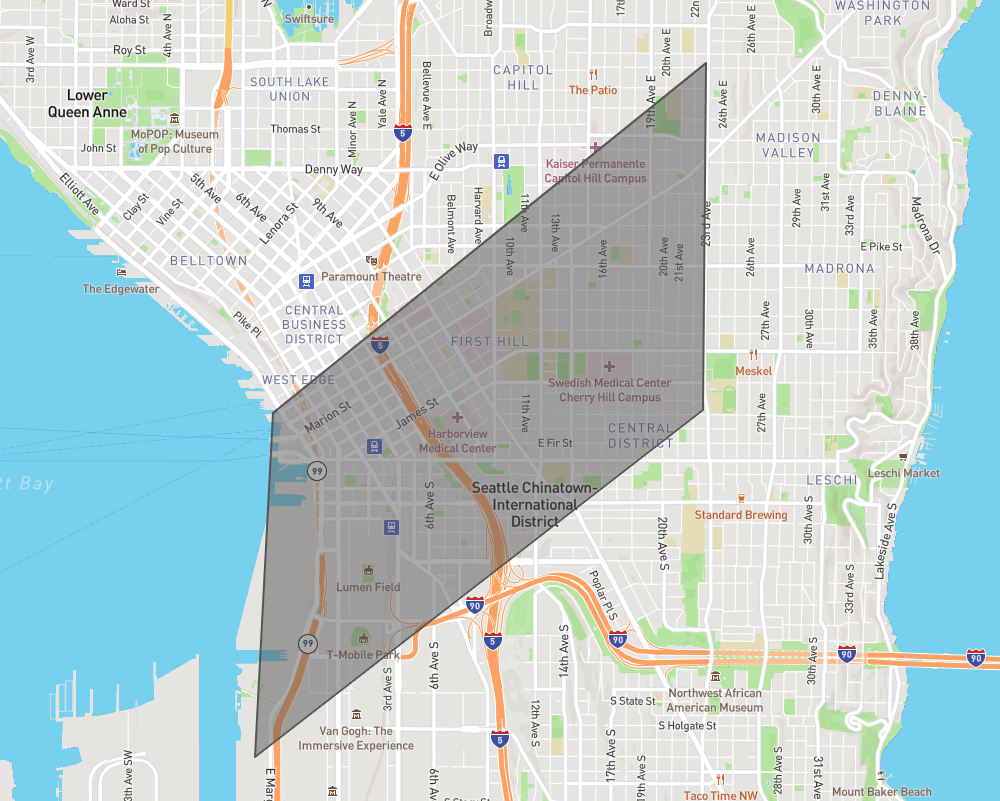 Ward St
Aloha St
Swiftsure
Roy St
3rd Ave W
4th Ave N
Broadw
17th
22n
20th Ave E
26th Ave E
WASHINGTON
PARK
Bellevue Ave E
Yale Ave N
Minor Ave N
SOUTH LAKE
UNION
CAPITOL
HILL
The Patio
Lower
Queen Anne
MoPOP: Museum
of Pop Culture
John St
Thomas St
5
Denny Way
E Olive Way
19th Ave E
24th Ave E
30th Ave E
DENNY-
BLAINE
MADISON
VALLEY
Kaiser Permanente
Capitol Hill Campus
Elliott Ave
Clay St
Vine St
5th Ave
6th Ave
Lenora St
9th Ave
Belmont Ave
Harvard Ave
11th Ave
10th Ave
13th Ave
16th Ave
20th Ave
21st Ave
23rd Ave
26th Ave
29th Ave
31st Ave
33rd Ave
Madrona Dr
E Pike St
MADRONA
BELLTOWN
The Edgewater
Paramount Theatre
Pike Pl
CENTRAL
BUSINESS
DISTRICT
5
FIRST HILL
27th Ave
30th Ave
35th Ave
38th Ave
WEST EDGE
Marion St
James St
Swedish Medical Center
Cherry Hill Campus
Meskel
11th Ave
27th Ave
Harborview
Medical Center
E Fir St
CENTRAL
DISTRICT
99
tt Bay
Leschi Market
LESCHI
6th Ave S
Seattle Chinatown-
International
District
Standard Brewing
30th Ave S
Lakeside Ave S
20th Ave S
Lumen Field
90
Poplar Pl S
33rd Ave S
99
T-Mobile Park
5
90
90
90
3rd Ave S
6th Ave S
14th Ave S
30th Ave S
Northwest African
American Museum
S State St
S Holgate St
Van Gogh: The
Immersive Experience
12th Ave S
5
17th Ave S
19th Ave S
28th Ave S
31st Ave
3th Ave SW
E Marg
6th Ave
Taco Time NW
Mount Baker Beach